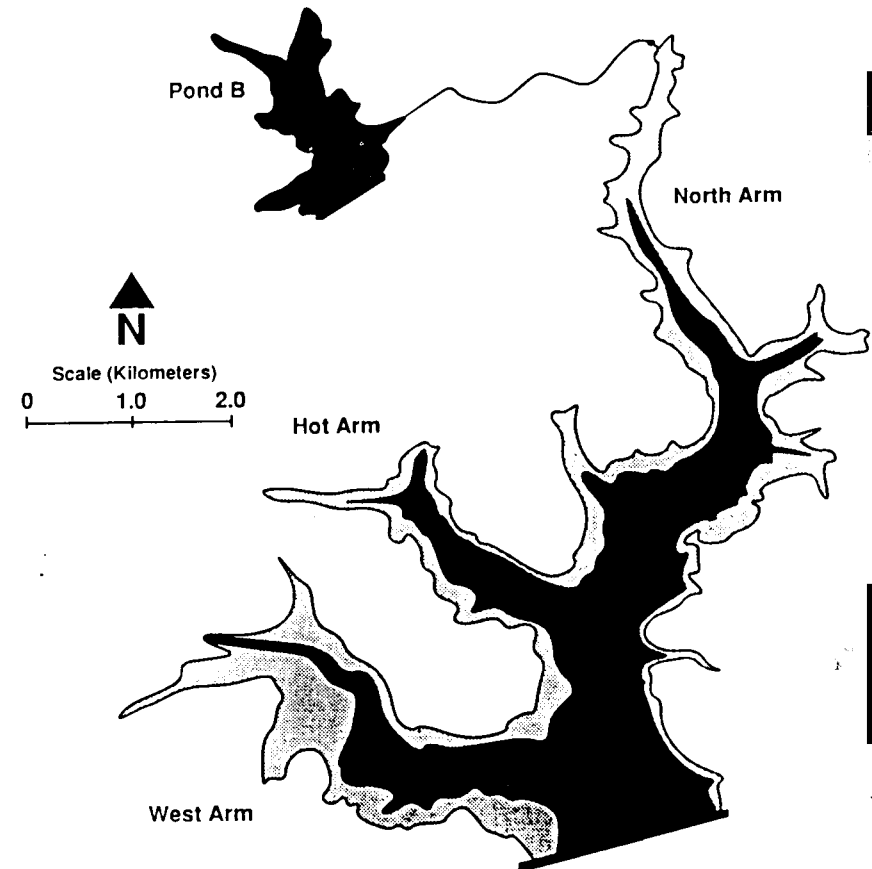 Pond B
North Arm
N
Scale (Kilometers)
0 1.0 2.0
Hot Arm
West Arm